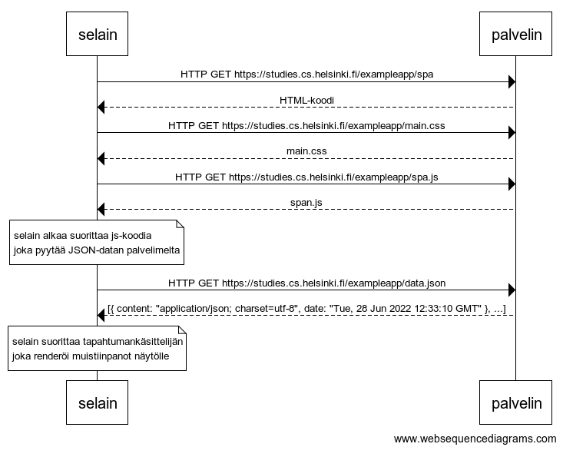 selain palvelin
HTTP GET https://studies.cs.helsinki.fi/exampleapp/spa
HTML-koodi
HTTP GET https://studies.cs.helsinki.fi/exampleapp/main.css
main.css
HTTP GET https://studies.cs.helsinki.fi/exampleapp/spa.js
span.js
selain alkaa suorittaa js-koodia
joka pyytää JSON-datan palvelimelta
HTTP GET https://studies.cs.helsinki.fi/exampleapp/data.json
[{ content: "application/json; charset=utf-8", date: "Tue, 28 Jun 2022 12:33:10 GMT" }, ...]
selain suorittaa tapahtumankäsittelijän
joka renderöi muistiinpanot näytölle
selain palvelin
www.websequencediagrams.com